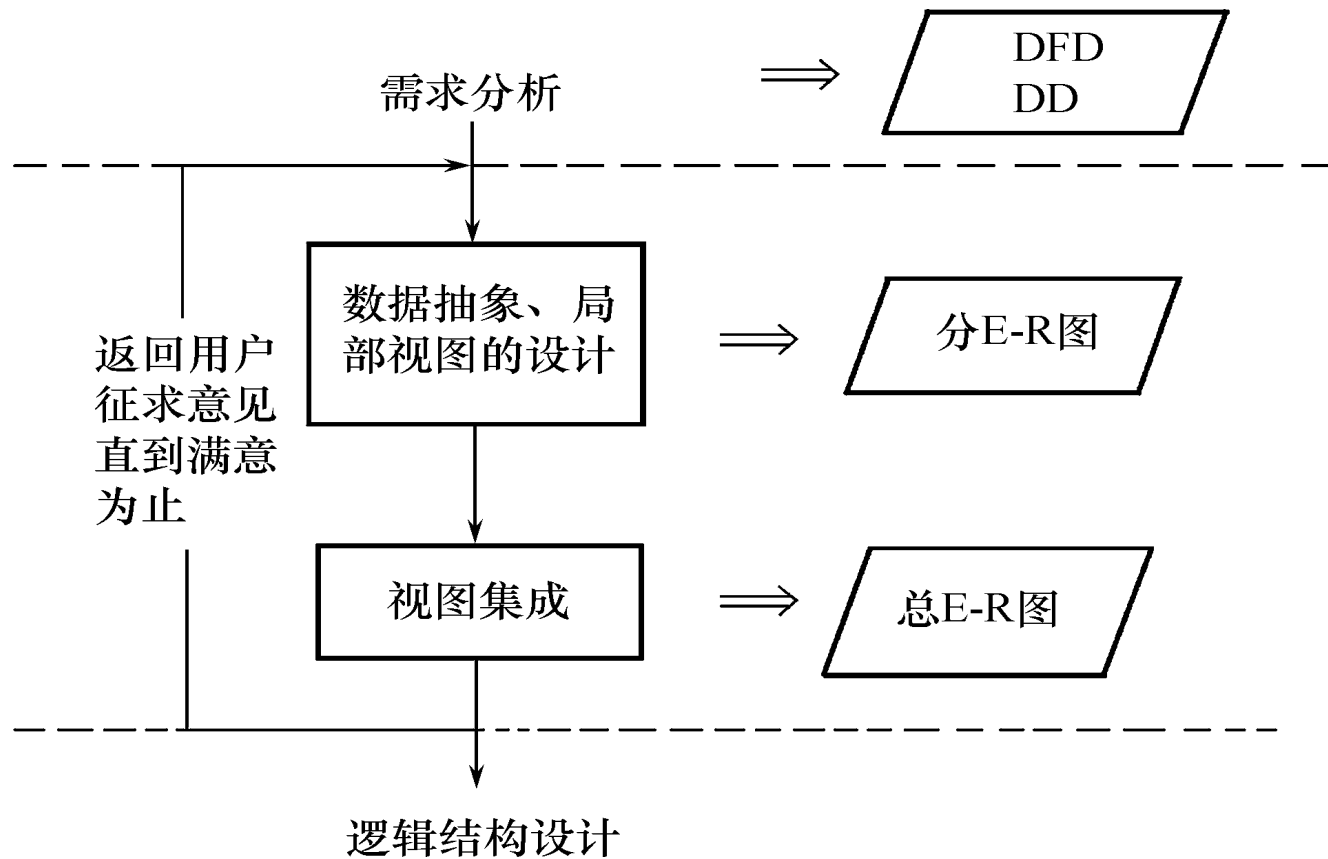 DFD
DD
需求分析
数据抽象、局
部视图的设计
分E-R图
返回用户
征求意见
直到满意
为止
视图集成
总E-R图
逻辑结构设计